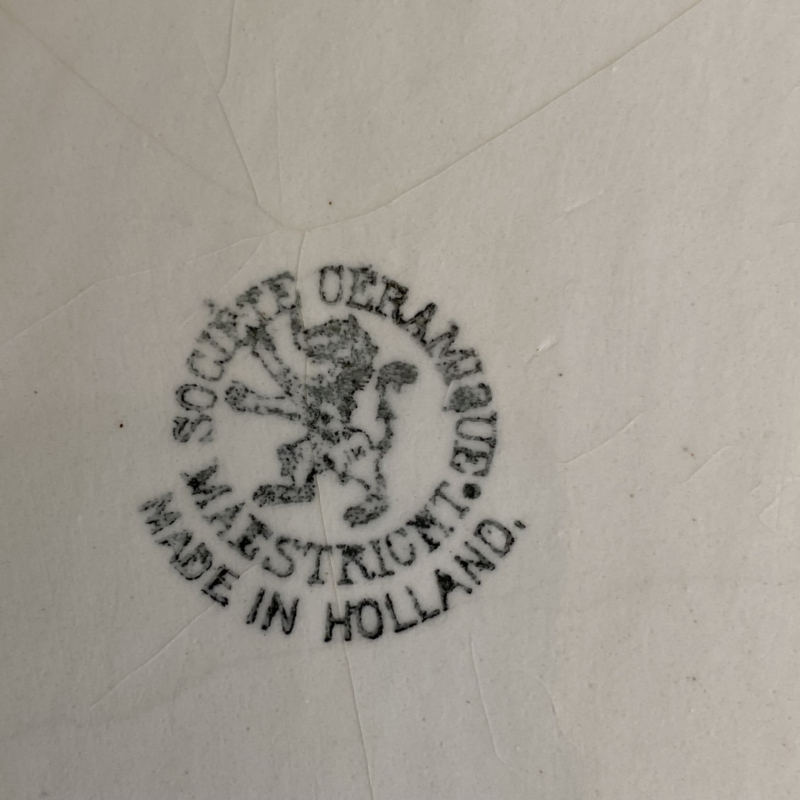 SOCIÉTÉ CÉRAMIQUE.
MAESTRICHT
MADE IN HOLLAND.